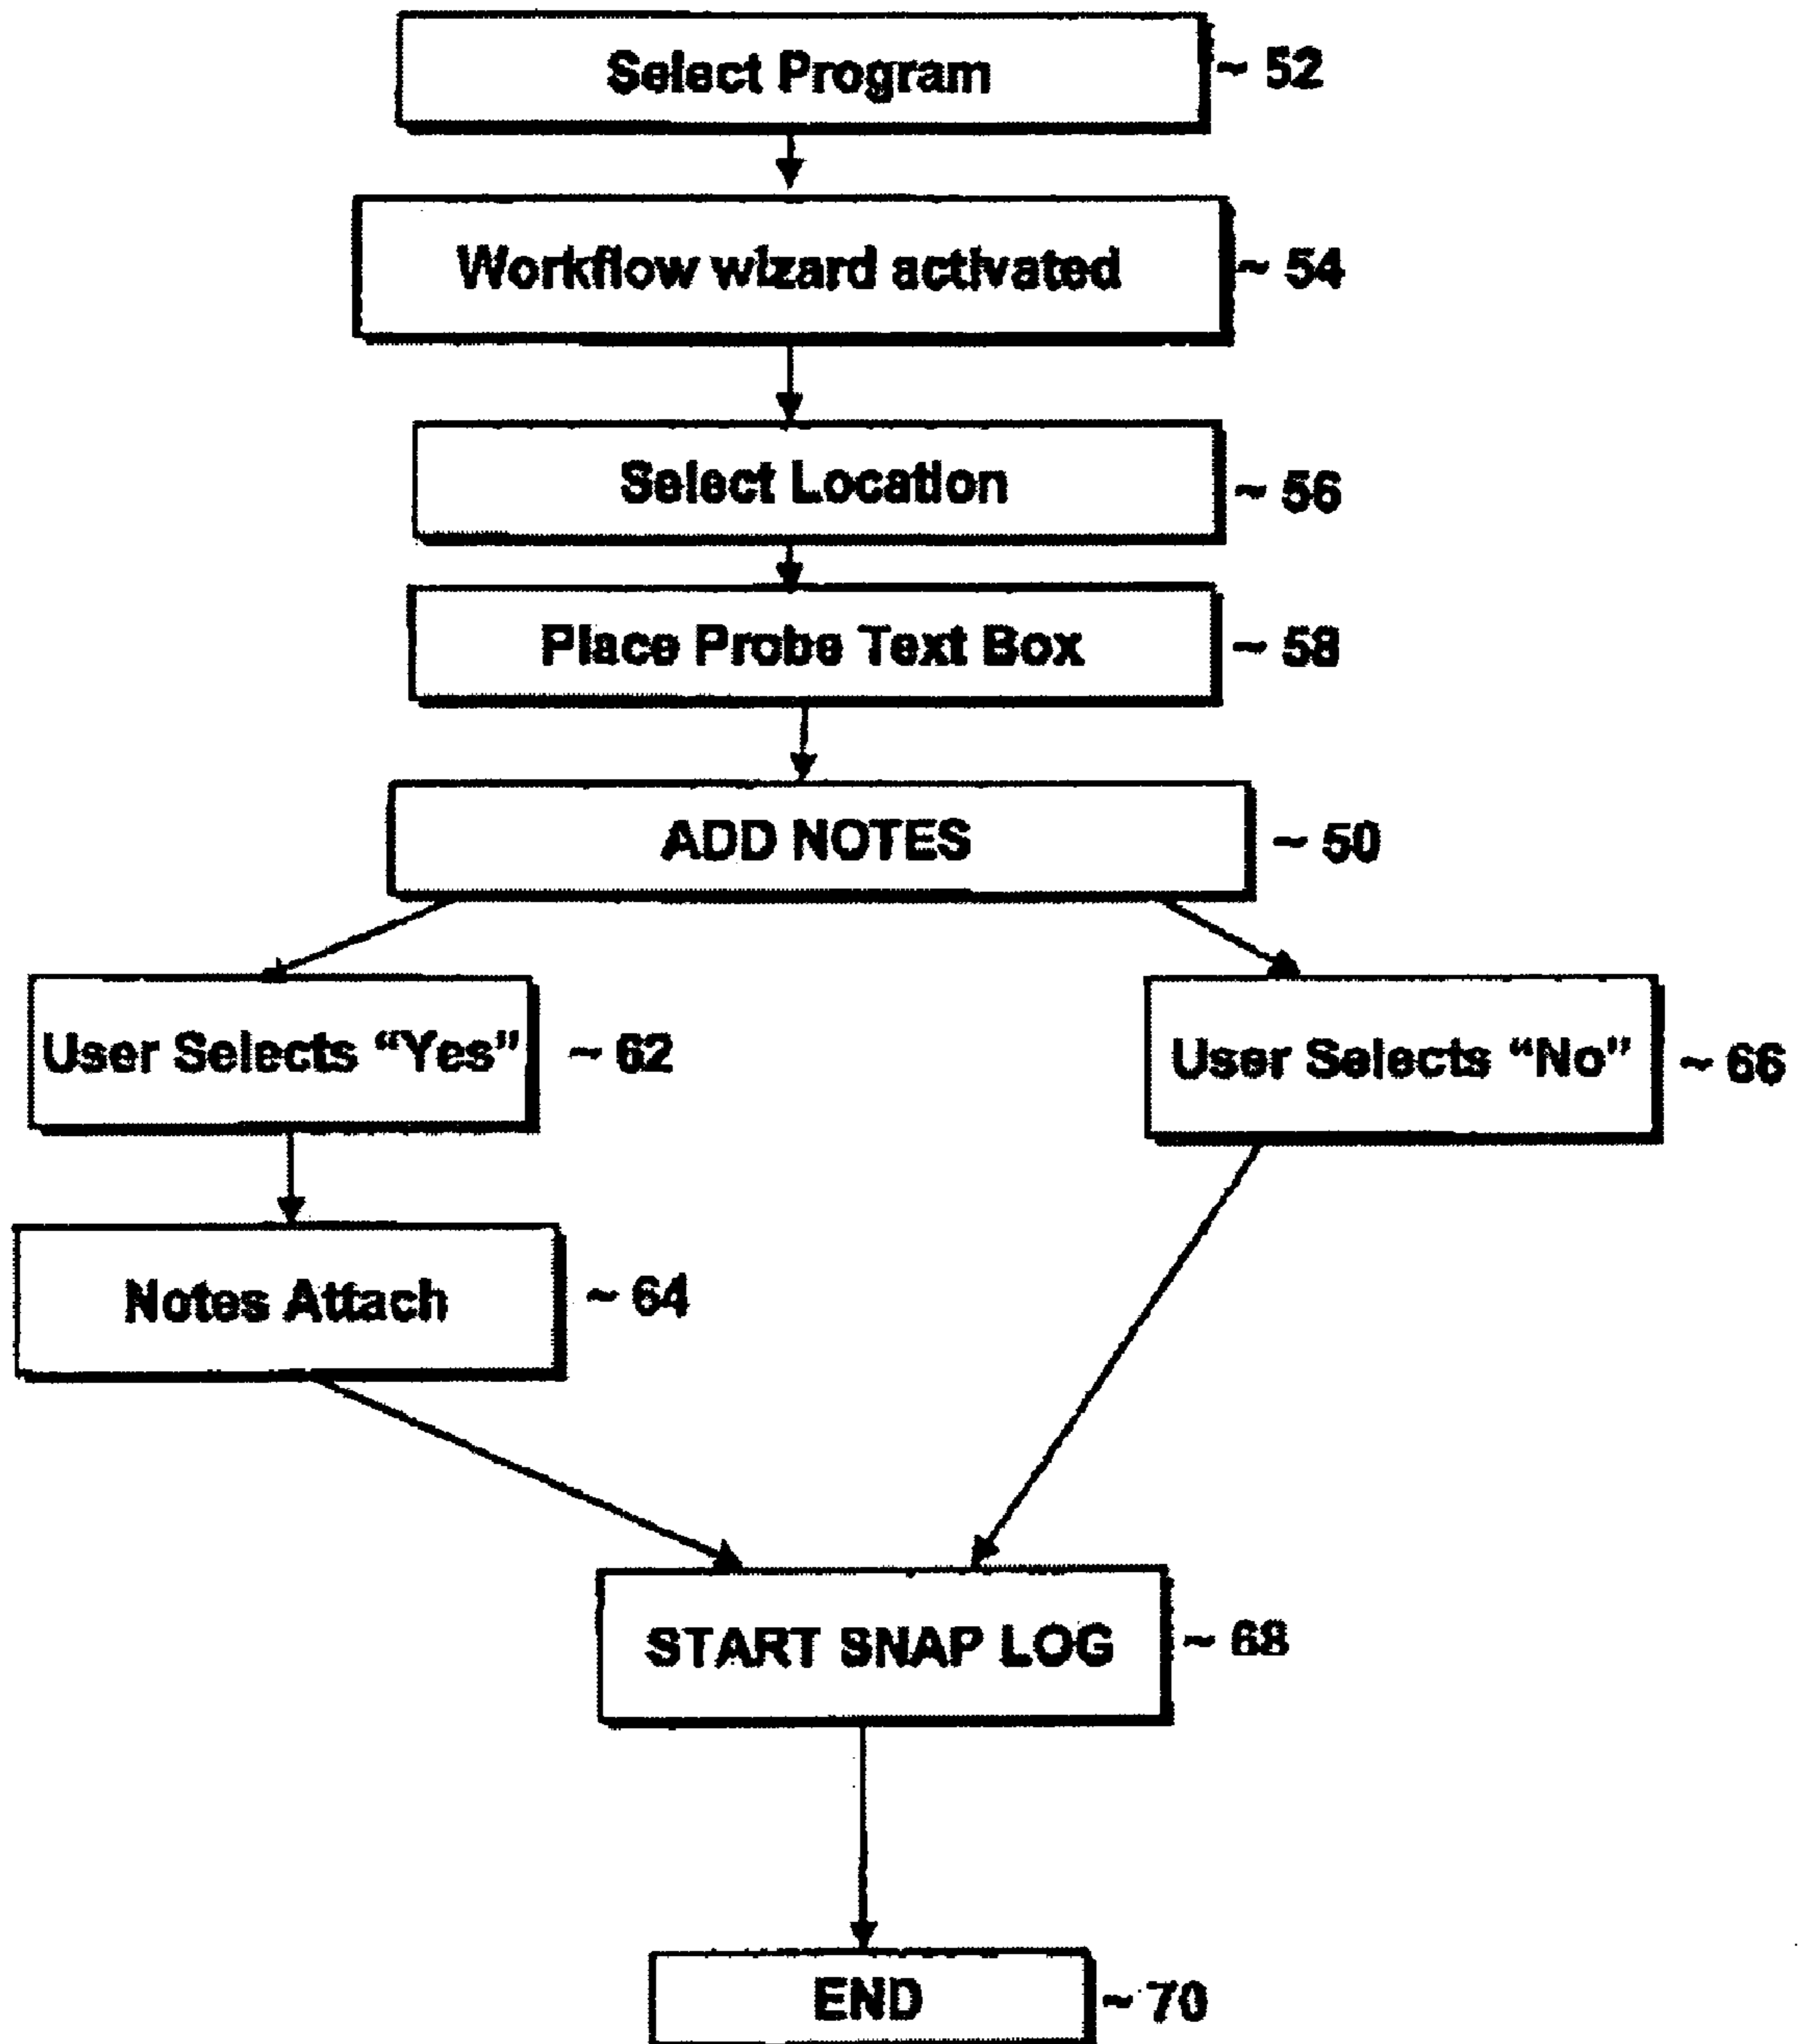 Select Program ~ 52
Workflow wizard activated ~ 54
Select Location ~ 56
Place Probe Text Box ~ 58
ADD NOTES ~ 50
User Selects “Yes” ~ 62
User Selects “No” ~ 66
Notes Attach ~ 64
START SNAP LOG ~ 68
END ~ 70